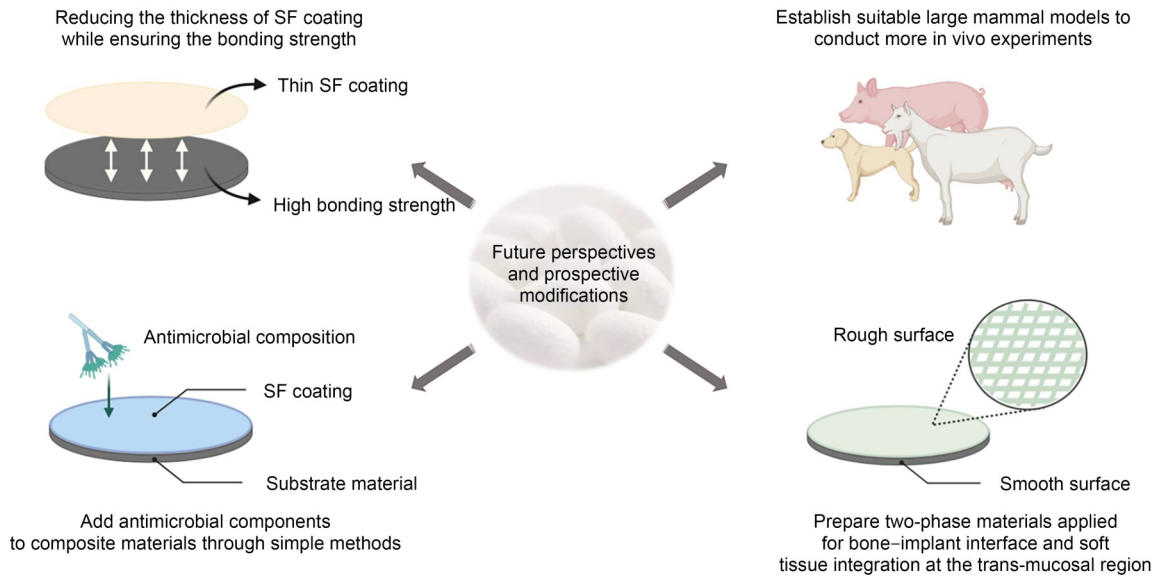 Reducing the thickness of SF coating
while ensuring the bonding strength
Thin SF coating
High bonding strength
Establish suitable large mammal models to
conduct more in vivo experiments
Future perspectives
and prospective
modifications
Antimicrobial composition
SF coating
Substrate material
Add antimicrobial components
to composite materials through simple methods
Rough surface
Smooth surface
Prepare two-phase materials applied
for bone–implant interface and soft
tissue integration at the trans-mucosal region